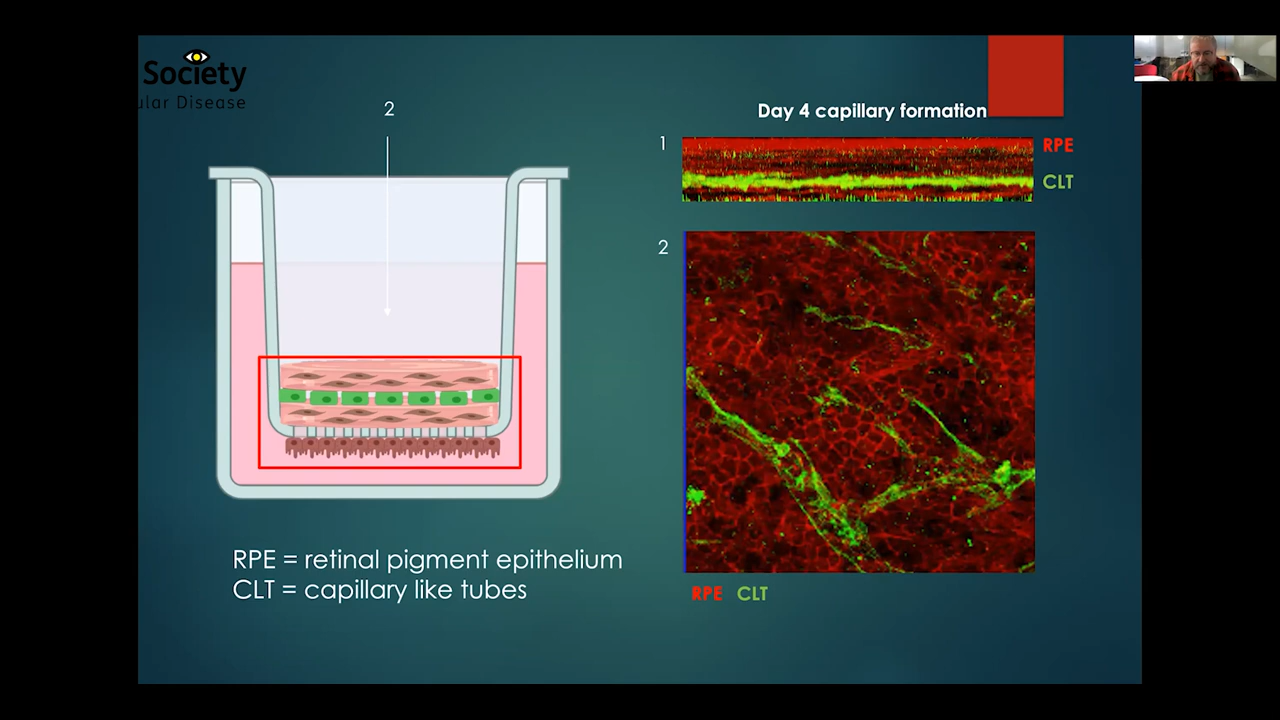 Society
ular Disease
2
Day 4 capillary formation
1
RPE
CLT
2
RPE = retinal pigment epithelium
CLT = capillary like tubes
RPE CLT